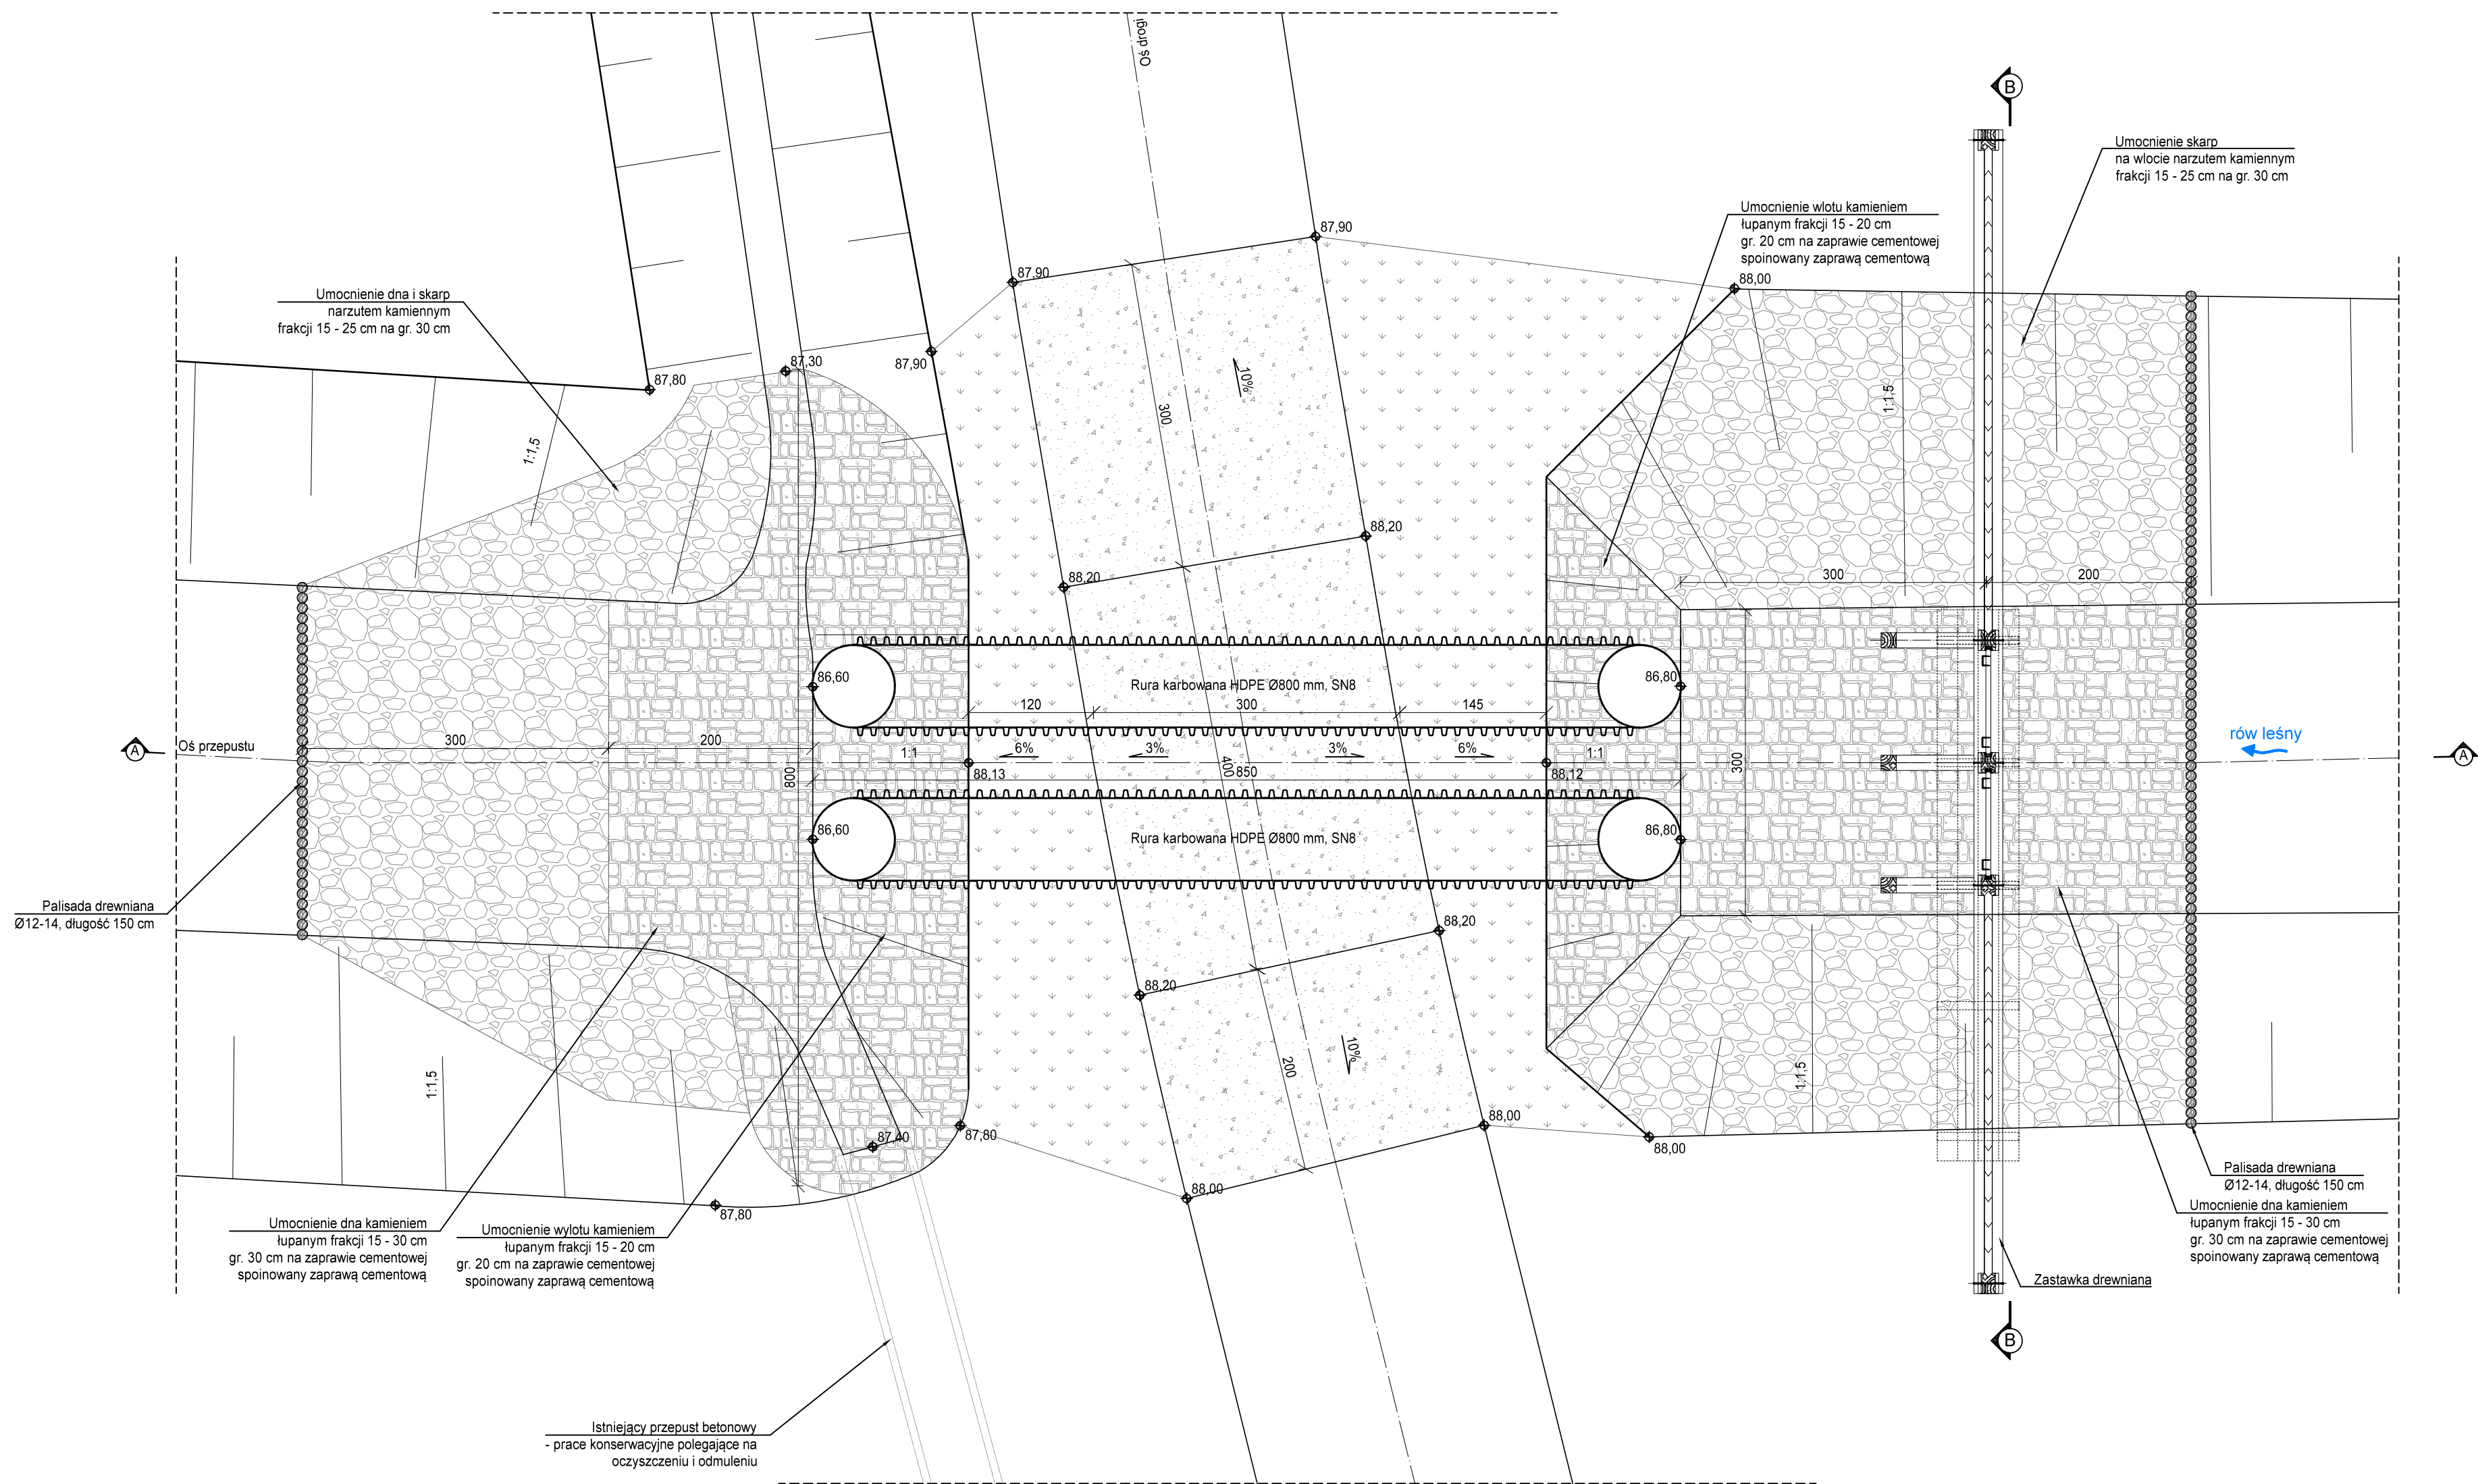 Oś drogi
B
Umocnienie skarp
na wlocie narzutem kamiennym
frakcji 15 - 25 cm na gr. 30 cm
Umocnienie wlotu kamieniem
łupanym frakcji 15 - 20 cm
gr. 20 cm na zaprawie cementowej
spoinowany zaprawą cementową
87,90
87,90
88,00
Umocnienie dna i skarp
narzutem kamiennym
frakcji 15 - 25 cm na gr. 30 cm
87,90
87,30
87,80
10%
300
1:1,5
1:1,5
88,20
88,20
300
200
86,60
Rura karbowana HDPE Ø800 mm, SN8
86,80
120
300
145
A
Oś przepustu
300
200
1:1
6%
3%
3%
6%
1:1
rów leśny
A
800
88,13
400
850
88,12
300
86,60
Rura karbowana HDPE Ø800 mm, SN8
86,80
Palisada drewniana
Ø12-14, długość 150 cm
88,20
88,20
10%
200
1:1,5
1:1,5
87,40
87,80
88,00
88,00
88,00
87,80
Palisada drewniana
Ø12-14, długość 150 cm
Umocnienie dna kamieniem
łupanym frakcji 15 - 30 cm
gr. 30 cm na zaprawie cementowej
spoinowany zaprawą cementową
Umocnienie wylotu kamieniem
łupanym frakcji 15 - 20 cm
gr. 20 cm na zaprawie cementowej
spoinowany zaprawą cementową
Umocnienie dna kamieniem
łupanym frakcji 15 - 30 cm
gr. 30 cm na zaprawie cementowej
spoinowany zaprawą cementową
Zastawka drewniana
B
Istniejący przepust betonowy
- prace konserwacyjne polegające na
oczyszczeniu i odmuleniu